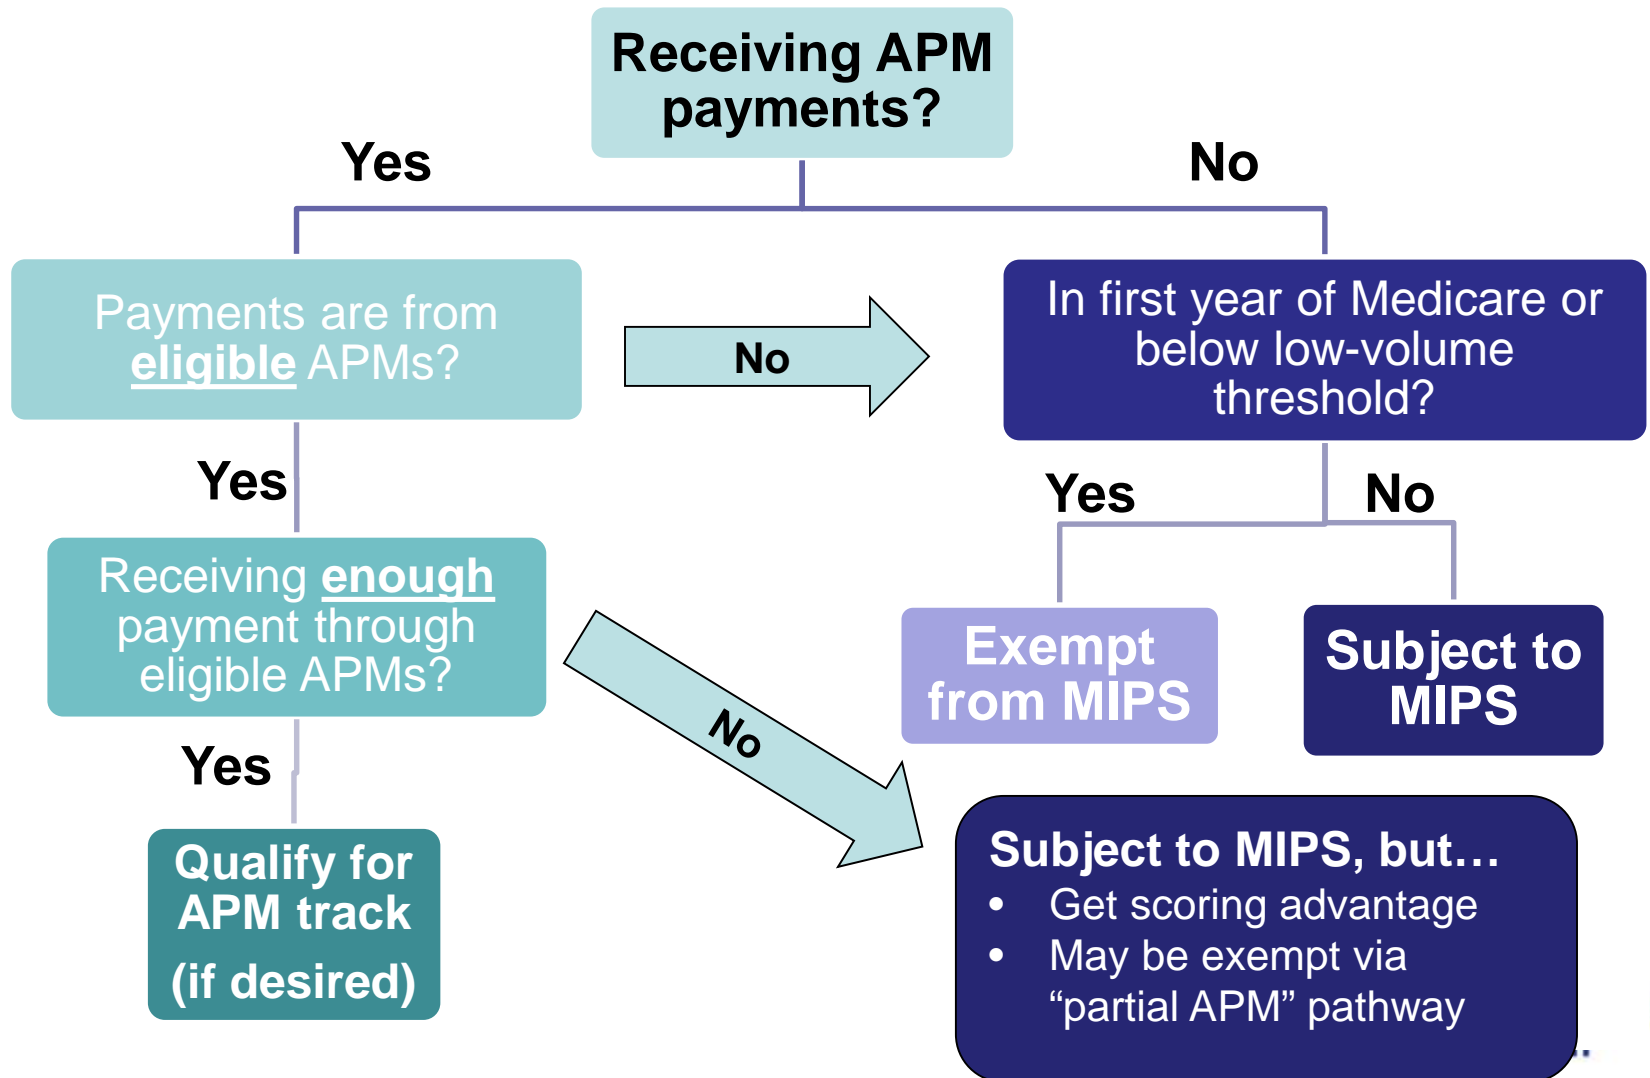 Receiving APM
payments?
Yes
No
Payments are from
eligible APMs?
No
In first year of Medicare or
below low-volume
threshold?
Yes
Yes
No
Receiving enough
payment through
eligible APMs?
No
Exempt
from MIPS
Subject to
MIPS
Yes
Qualify for
APM track
(if desired)
Subject to MIPS, but…
• Get scoring advantage
• May be exempt via
“partial APM” pathway